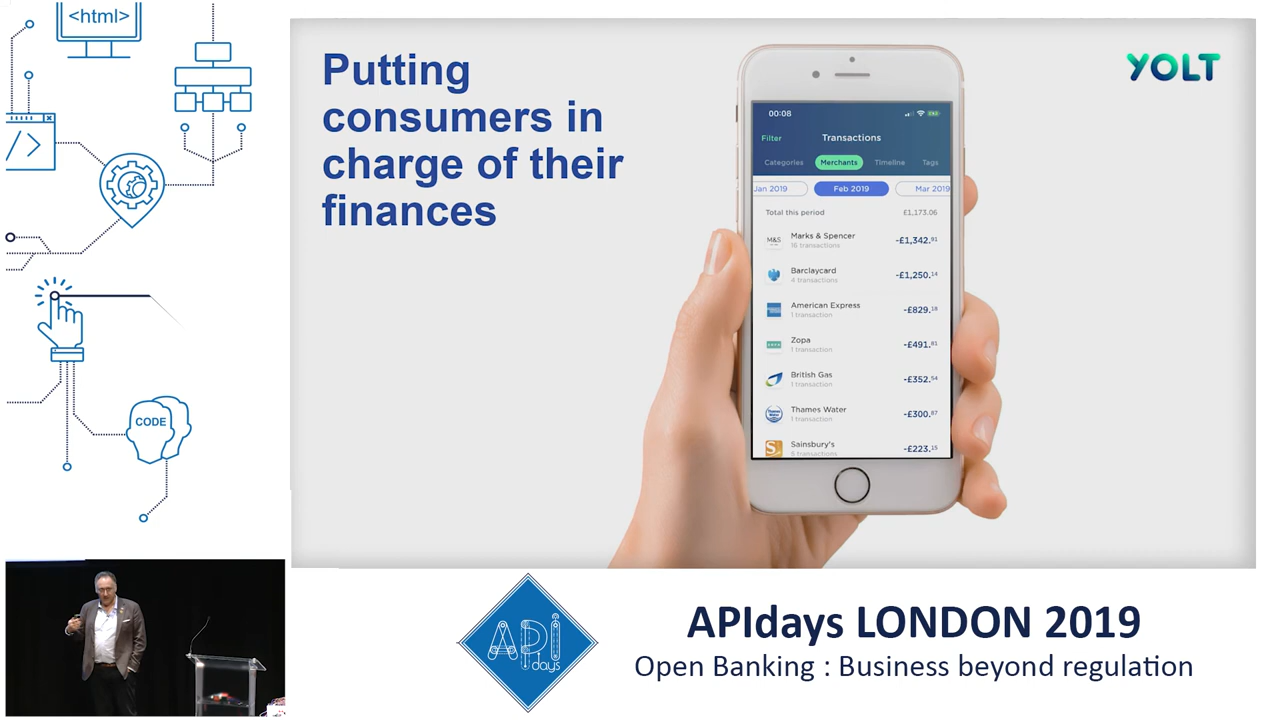 <html>
</>
CODE
Putting
consumers in
charge of their
finances
YOLT
00:08
Filter
Transactions
Categories
Merchants
Timeline
Tags
Jan 2019
Feb 2019
Mar 2019
Total this period
£1,173.06
M&S
Marks & Spencer
-£1,342.81
16 transactions
Barclaycard
-£1,250.14
4 transactions
American Express
-£829.18
1 transaction
Zopa
-£491.81
1 transaction
British Gas
-£352.54
1 transaction
Thames Water
-£300.87
1 transaction
Sainsbury's
-£223.15
8 transactions
API
days
APIdays LONDON 2019
Open Banking : Business beyond regulation